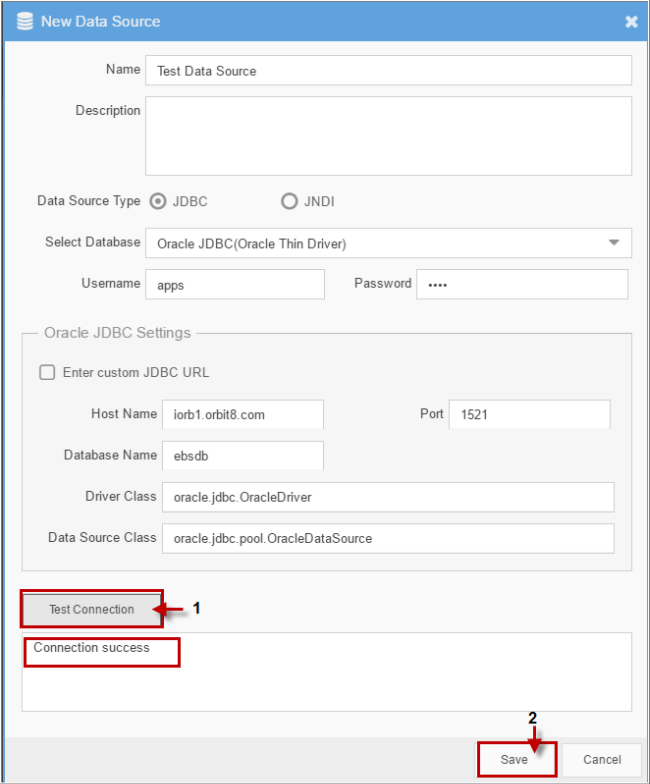 New Data Source
Name Test Data Source
Description
Data Source Type JDBC JNDI
Select Database Oracle JDBC(Oracle Thin Driver)
Username apps Password ••••
Oracle JDBC Settings
Enter custom JDBC URL
Host Name iorb1.orbit8.com Port 1521
Database Name ebsdb
Driver Class oracle.jdbc.OracleDriver
Data Source Class oracle.jdbc.pool.OracleDataSource
Test Connection 1
Connection success
2
Save Cancel